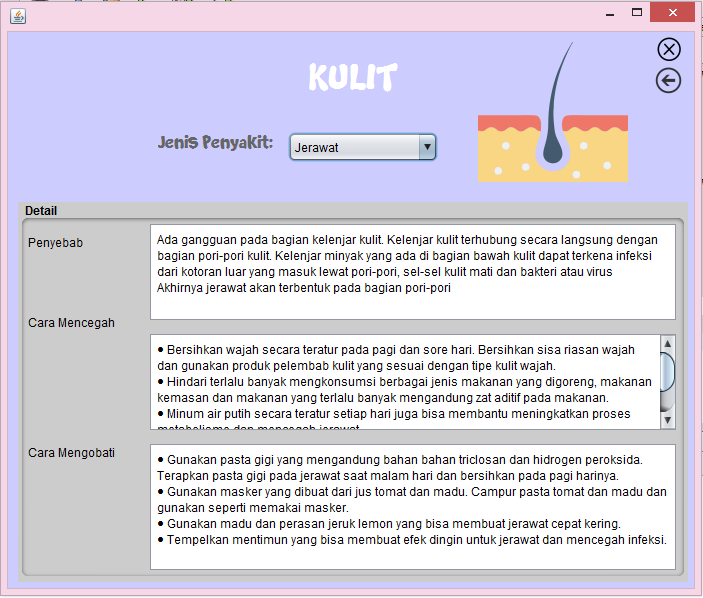 KULIT
Jenis Penyakit:
Jerawat
Detail
Penyebab
Ada gangguan pada bagian kelenjar kulit. Kelenjar kulit terhubung secara langsung dengan
bagian pori-pori kulit. Kelenjar minyak yang ada di bagian bawah kulit dapat terkena infeksi
dari kotoran luar yang masuk lewat pori-pori, sel-sel kulit mati dan bakteri atau virus
Akhirnya jerawat akan terbentuk pada bagian pori-pori
Cara Mencegah
• Bersihkan wajah secara teratur pada pagi dan sore hari. Bersihkan sisa riasan wajah
dan gunakan produk pelembab kulit yang sesuai dengan tipe kulit wajah.
• Hindari terlalu banyak mengkonsumsi berbagai jenis makanan yang digoreng, makanan
kemasan dan makanan yang terlalu banyak mengandung zat aditif pada makanan.
• Minum air putih secara teratur setiap hari juga bisa membantu meningkatkan proses
metabolisme dan mencegah jerawat.
Cara Mengobati
• Gunakan pasta gigi yang mengandung bahan bahan triclosan dan hidrogen peroksida.
Terapkan pasta gigi pada jerawat saat malam hari dan bersihkan pada pagi harinya.
• Gunakan masker yang dibuat dari jus tomat dan madu. Campur pasta tomat dan madu dan
gunakan seperti memakai masker.
• Gunakan madu dan perasan jeruk lemon yang bisa membuat jerawat cepat kering.
• Tempelkan mentimun yang bisa membuat efek dingin untuk jerawat dan mencegah infeksi.